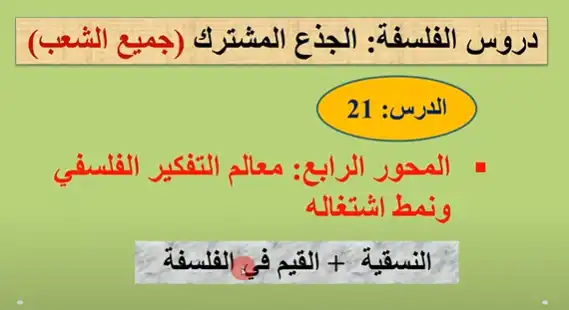 دروس الفلسفة: الجذع المشترك (جميع الشعب)
الدرس: 21
▪ المحور الرابع: معالم التفكير الفلسفي
ونمط اشتغاله
النسقية + القيم في الفلسفة